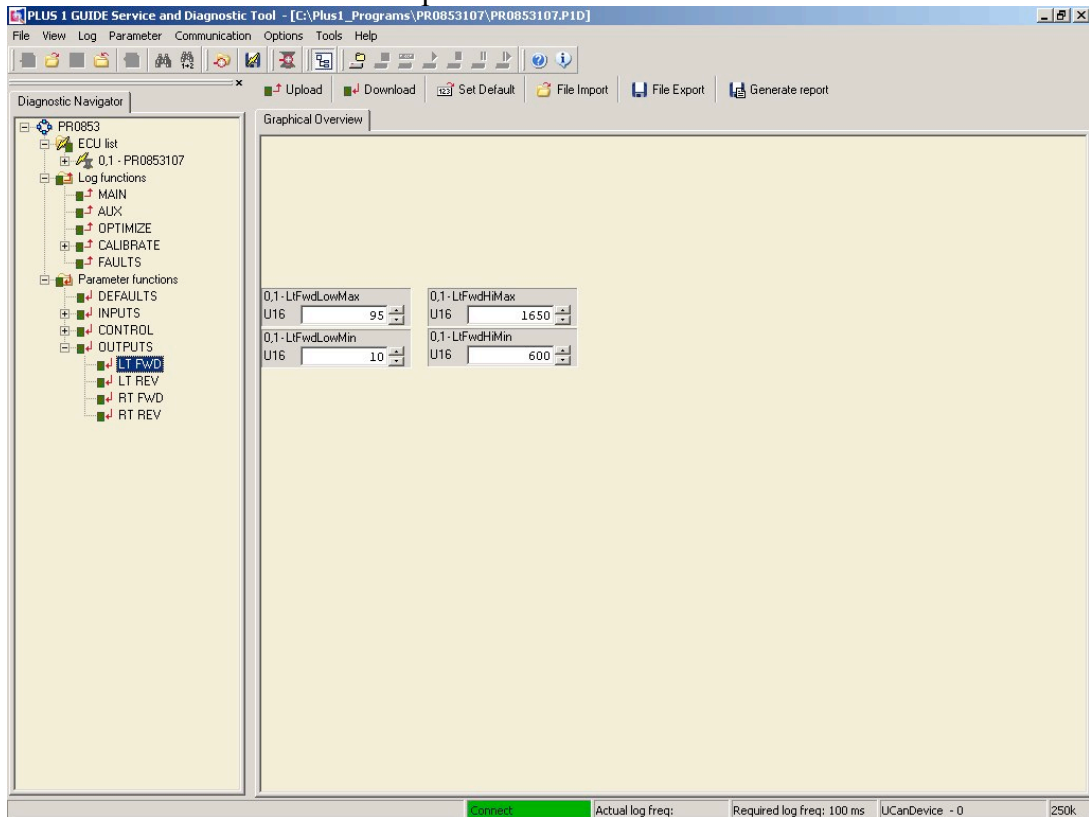 PLUS 1 GUIDE Service and Diagnostic Tool - [C:\Plus1_Programs\PR0853107\PR0853107.P1D]
File View Log Parameter Communication Options Tools Help
Diagnostic Navigator
Upload Download Set Default File Import File Export Generate report
Graphical Overview
PR0853
ECU list
0,1 - PR0853107
Log functions
MAIN
AUX
OPTIMIZE
CALIBRATE
FAULTS
Parameter functions
DEFAULTS
INPUTS
CONTROL
OUTPUTS
LT FWD
LT REV
RT FWD
RT REV
0,1 - LtFwdLowMax 0,1 - LtFwdHiMax
U16 95 U16 1650
0,1 - LtFwdLowMin 0,1 - LtFwdHiMin
U16 10 U16 600
Connect Actual log freq: Required log freq: 100 ms UCanDevice - 0 250k